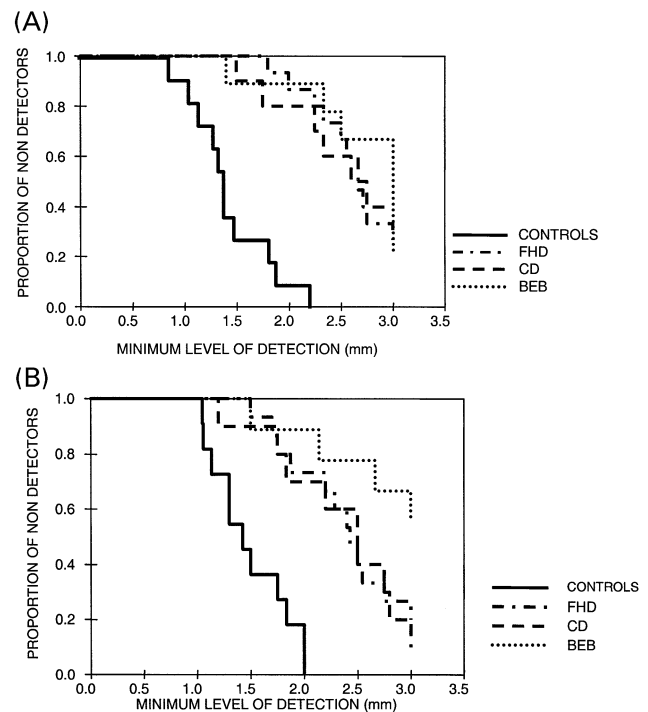 (A)
PROPORTION OF NON DETECTORS
1.0
0.8
0.6
0.4
0.2
0.0
0.0 0.5 1.0 1.5 2.0 2.5 3.0 3.5
MINIMUM LEVEL OF DETECTION (mm)
CONTROLS
FHD
CD
BEB
(B)
PROPORTION OF NON DETECTORS
1.0
0.8
0.6
0.4
0.2
0.0
0.0 0.5 1.0 1.5 2.0 2.5 3.0 3.5
MINIMUM LEVEL OF DETECTION (mm)
CONTROLS
FHD
CD
BEB